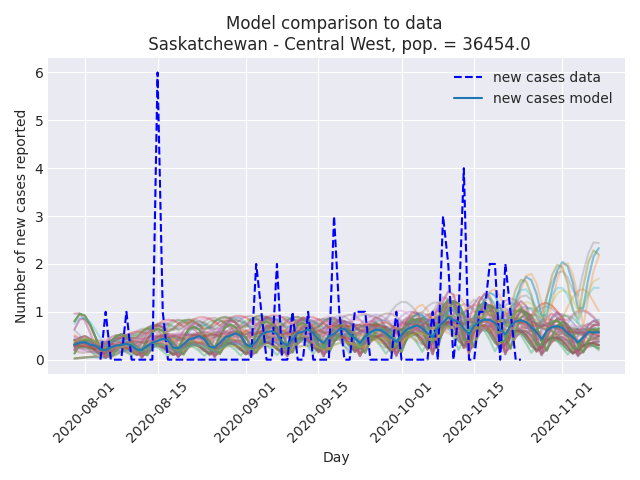 Model comparison to data
Saskatchewan - Central West, pop. = 36454.0
new cases data
new cases model
Number of new cases reported
6
5
4
3
2
1
0
2020-08-01
2020-08-15
2020-09-01
2020-09-15
2020-10-01
2020-10-15
2020-11-01
Day